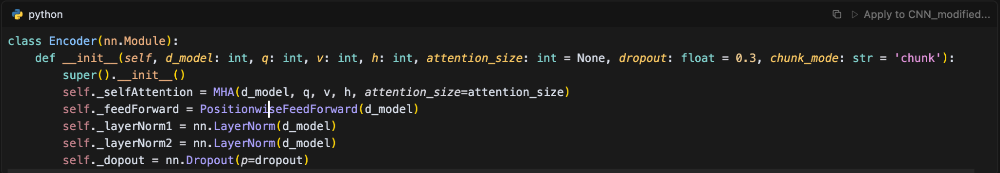 python
Apply to CNN_modified...
class Encoder(nn.Module):
    def __init__(self, d_model: int, q: int, v: int, h: int, attention_size: int = None, dropout: float = 0.3, chunk_mode: str = 'chunk'):
        super().__init__()
        self._selfAttention = MHA(d_model, q, v, h, attention_size=attention_size)
        self._feedForward = PositionwiseFeedForward(d_model)
        self._layerNorm1 = nn.LayerNorm(d_model)
        self._layerNorm2 = nn.LayerNorm(d_model)
        self._dopout = nn.Dropout(p=dropout)